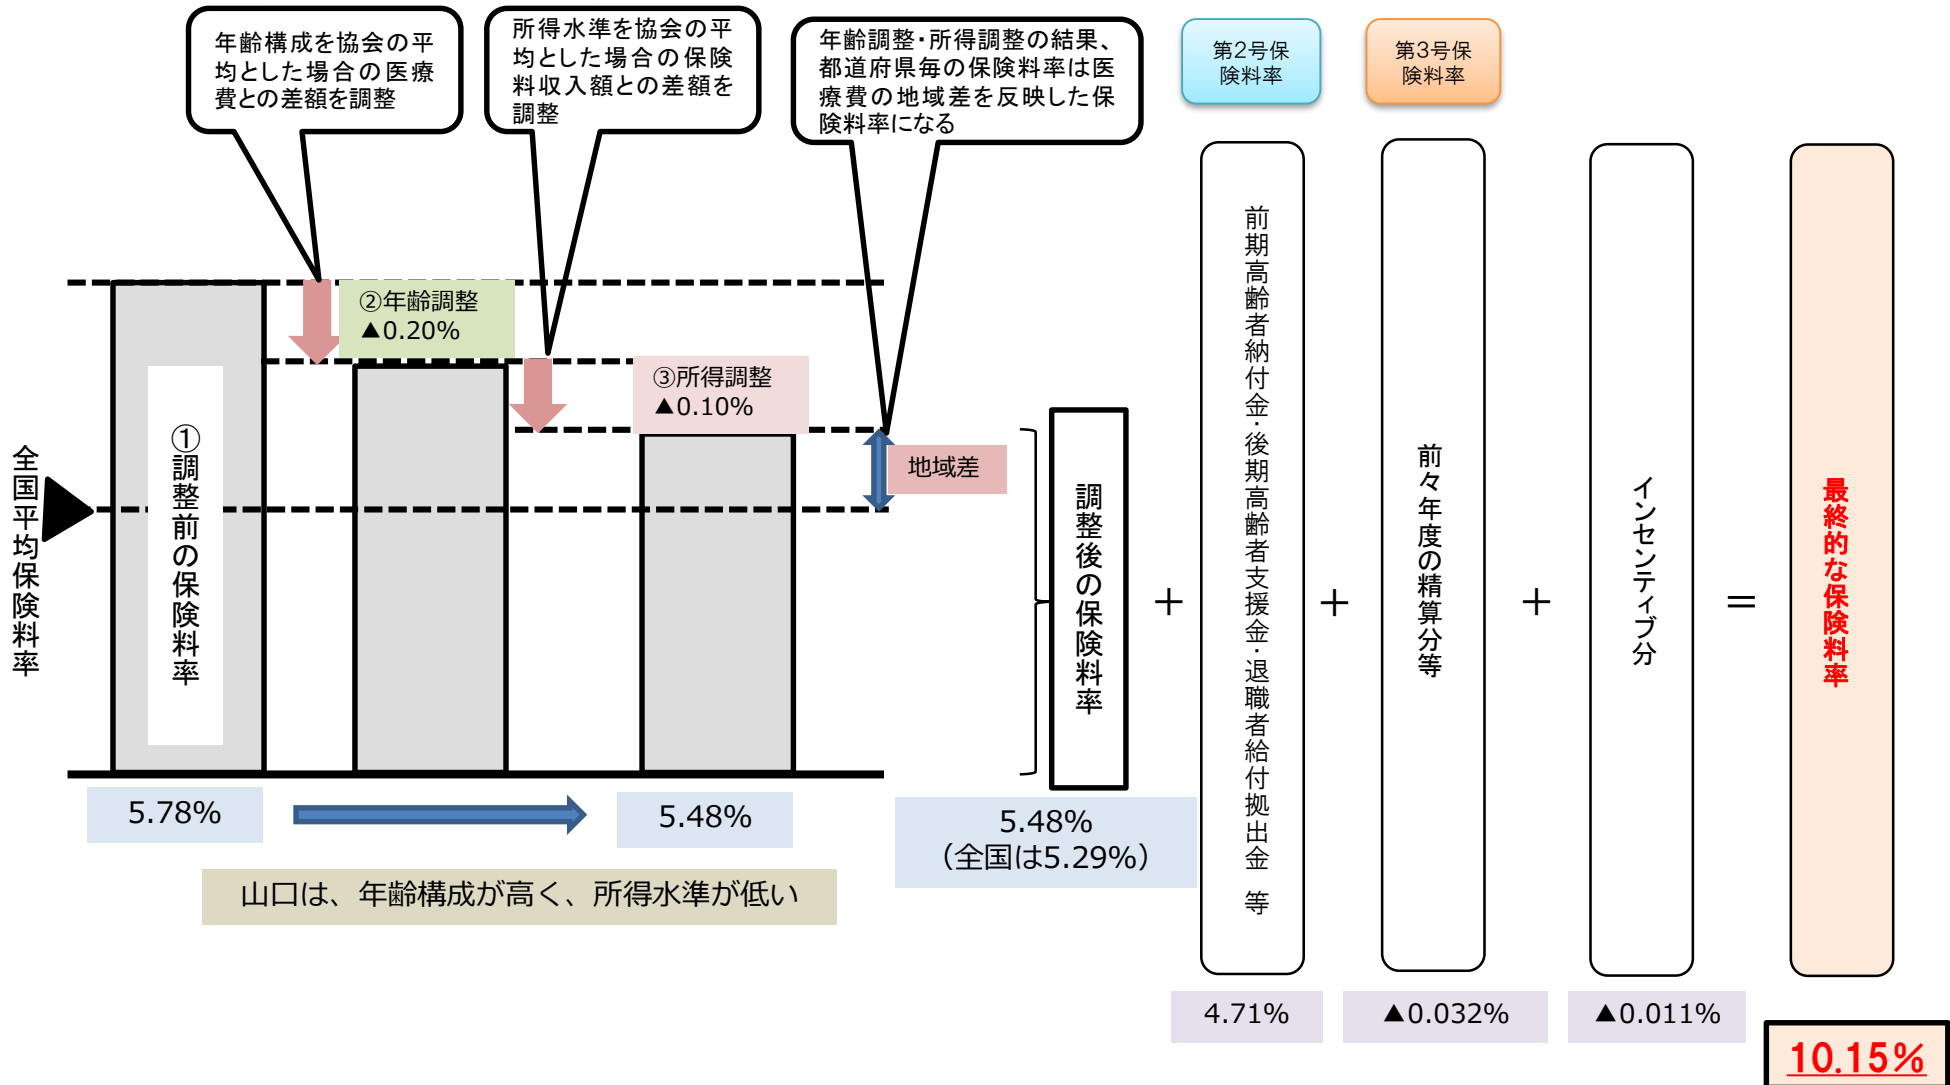 年齢構成を協会の平
均とした場合の医療
費との差額を調整
所得水準を協会の平
均とした場合の保険
料収入額との差額を
調整
年齢調整・所得調整の結果、
都道府県毎の保険料率は医
療費の地域差を反映した保
険料率になる
第2号保
険料率
第3号保
険料率
②年齢調整
▲0.20%
③所得調整
▲0.10%
地域差
全国平均保険料率
①調整前の保険料率
調整後の保険料率
＋
前期高齢者納付金・後期高齢者支援金・退職者給付拠出金 等
＋
前々年度の精算分等
＋
インセンティブ分
＝
最終的な保険料率
5.78%
5.48%
5.48%
（全国は5.29%）
山口は、年齢構成が高く、所得水準が低い
4.71%
▲0.032%
▲0.011%
10.15%